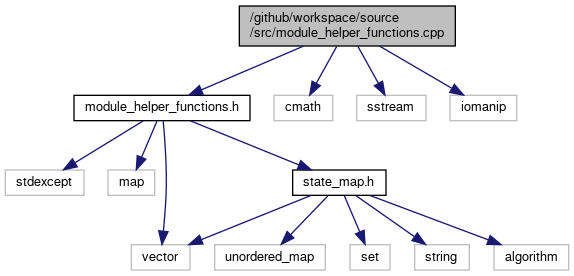 /github/workspace/source
/src/module_helper_functions.cpp
module_helper_functions.h
cmath
sstream
iomanip
stdexcept
map
state_map.h
vector
unordered_map
set
string
algorithm